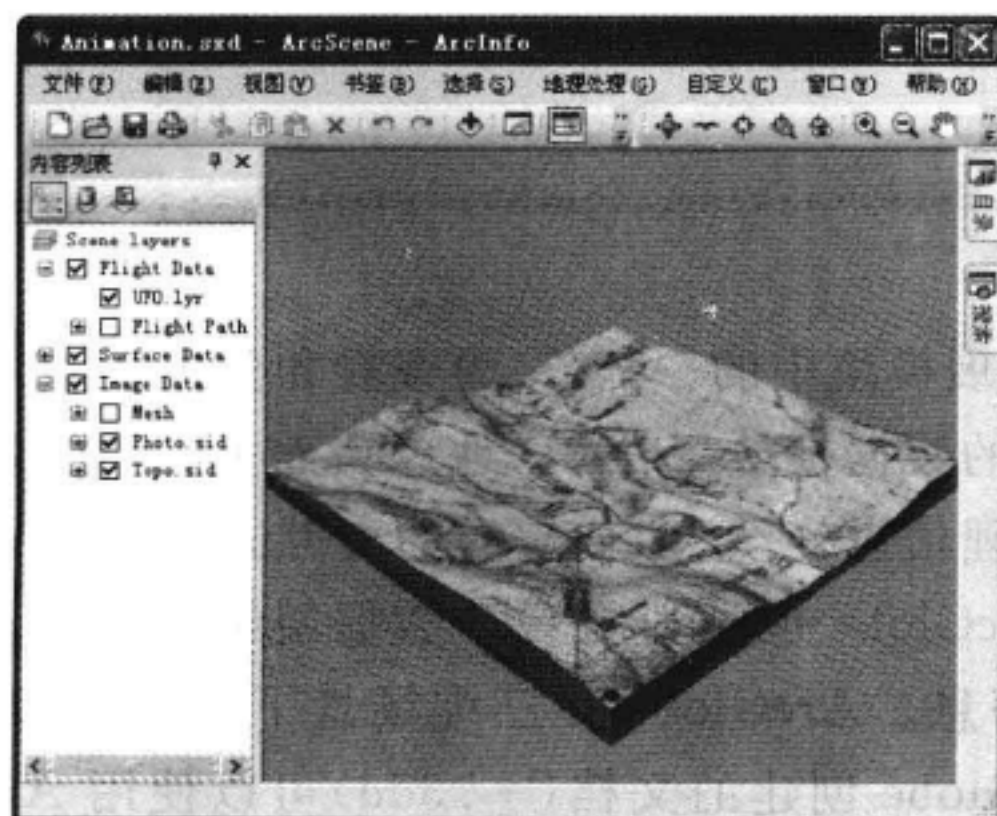 Animation.sxd - ArcScene - ArcInfo
文件(F) 编辑(E) 视图(V) 书签(B) 选择(S) 地理处理(G) 自定义(C) 窗口(W) 帮助(H)
内容列表
Scene layers
Flight Data
UFO.lyr
Flight Path
Surface Data
Image Data
Mesh
Photo.sid
Topo.sid